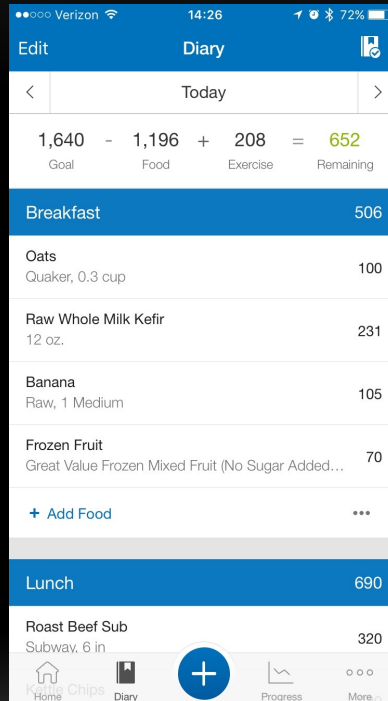 Verizon 14:26 72%
Edit Diary
< Today >
1,640 - 1,196 + 208 = 652
Goal Food Exercise Remaining
Breakfast 506
Oats 100
Quaker, 0.3 cup
Raw Whole Milk Kefir 231
12 oz.
Banana 105
Raw, 1 Medium
Frozen Fruit 70
Great Value Frozen Mixed Fruit (No Sugar Added...
+ Add Food
Lunch 690
Roast Beef Sub 320
Subway, 6 in
Kettle Chips
Home Diary + Progress More